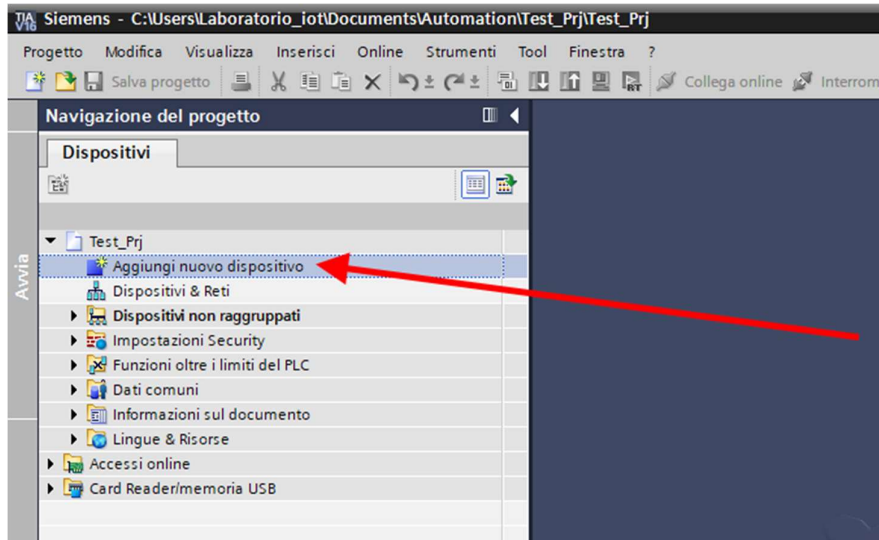 TIA V16 Siemens - C:\Users\Laboratorio_iot\Documents\Automation\Test_Prj\Test_Prj
Progetto Modifica Visualizza Inserisci Online Strumenti Tool Finestra ?
Salva progetto Collega online Interrom
Navigazione del progetto
Dispositivi
Avvia
Test_Prj
Aggiungi nuovo dispositivo
Dispositivi & Reti
Dispositivi non raggruppati
Impostazioni Security
Funzioni oltre i limiti del PLC
Dati comuni
Informazioni sul documento
Lingue & Risorse
Accessi online
Card Reader/memoria USB